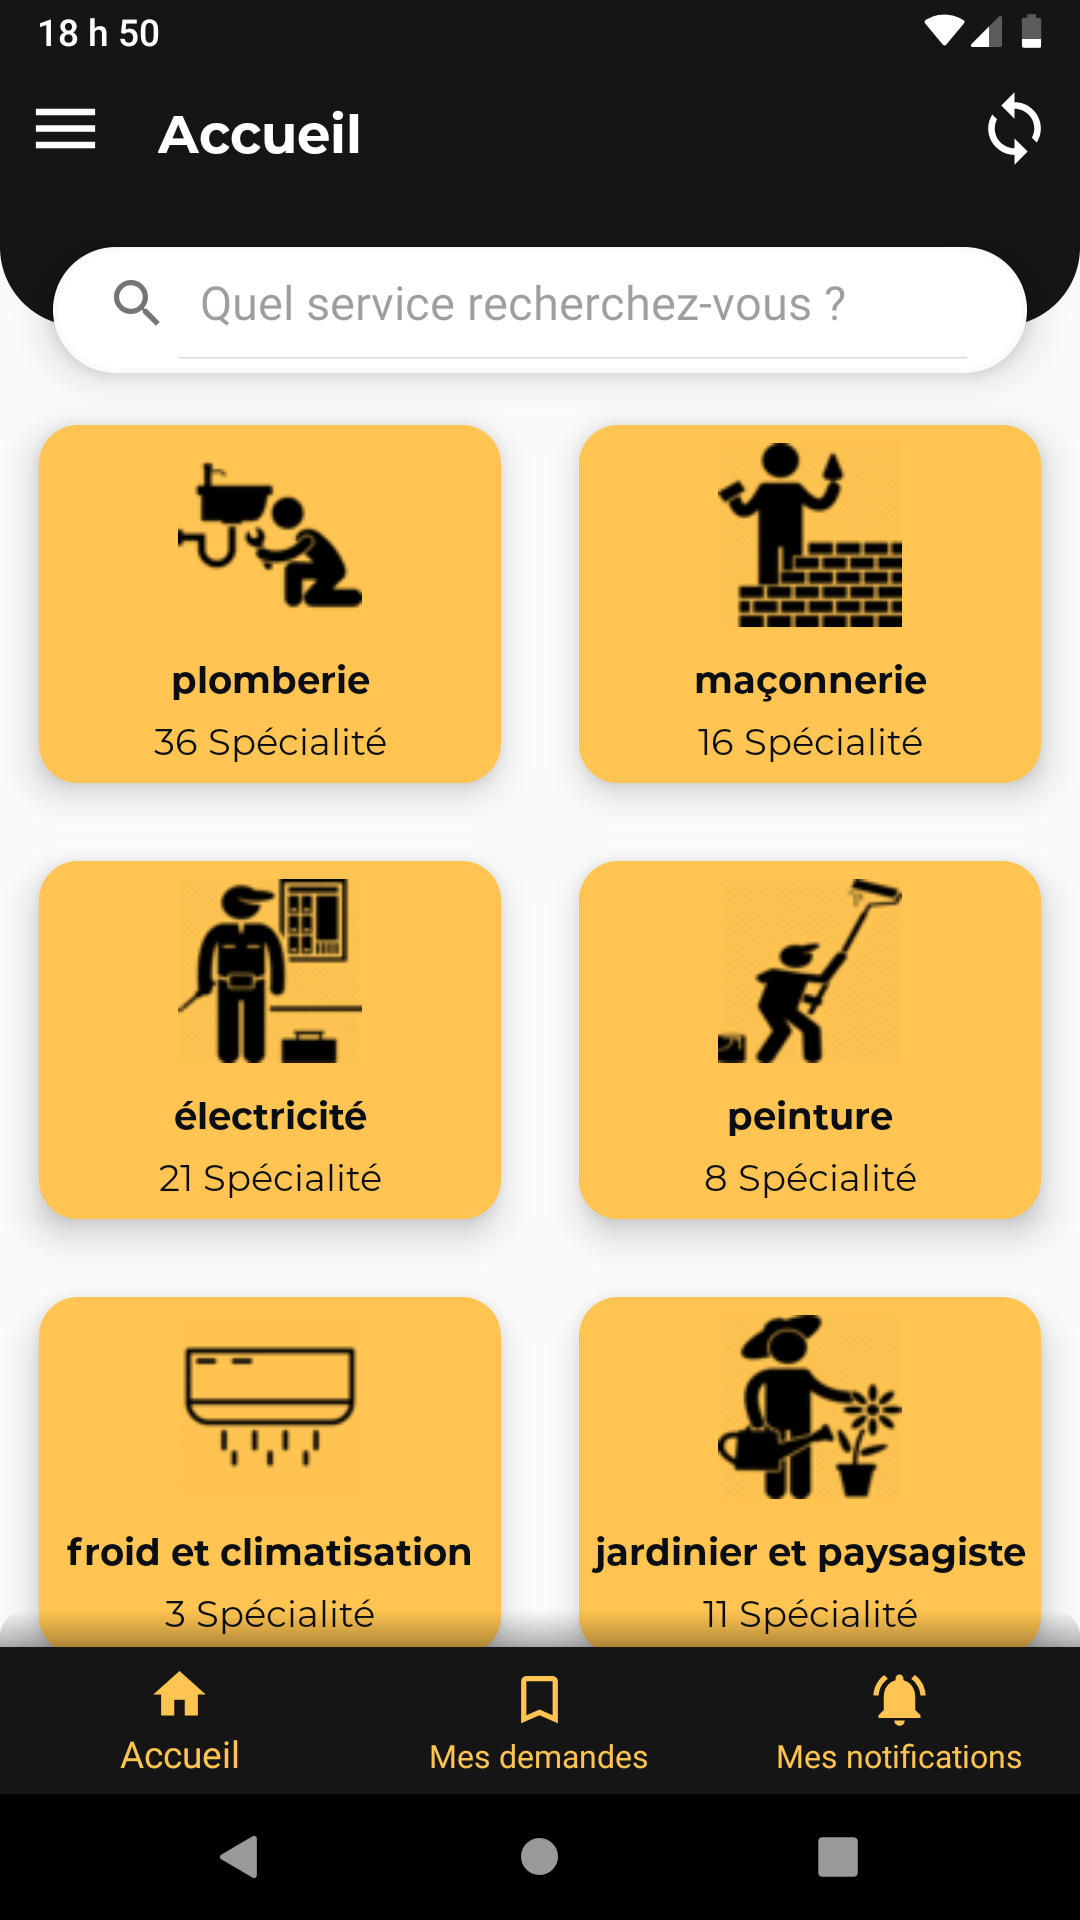 18 h 50
Accueil
Quel service recherchez-vous ?
plomberie
36 Spécialité
maçonnerie
16 Spécialité
électricité
21 Spécialité
peinture
8 Spécialité
froid et climatisation
3 Spécialité
jardinier et paysagiste
11 Spécialité
Accueil
Mes demandes
Mes notifications